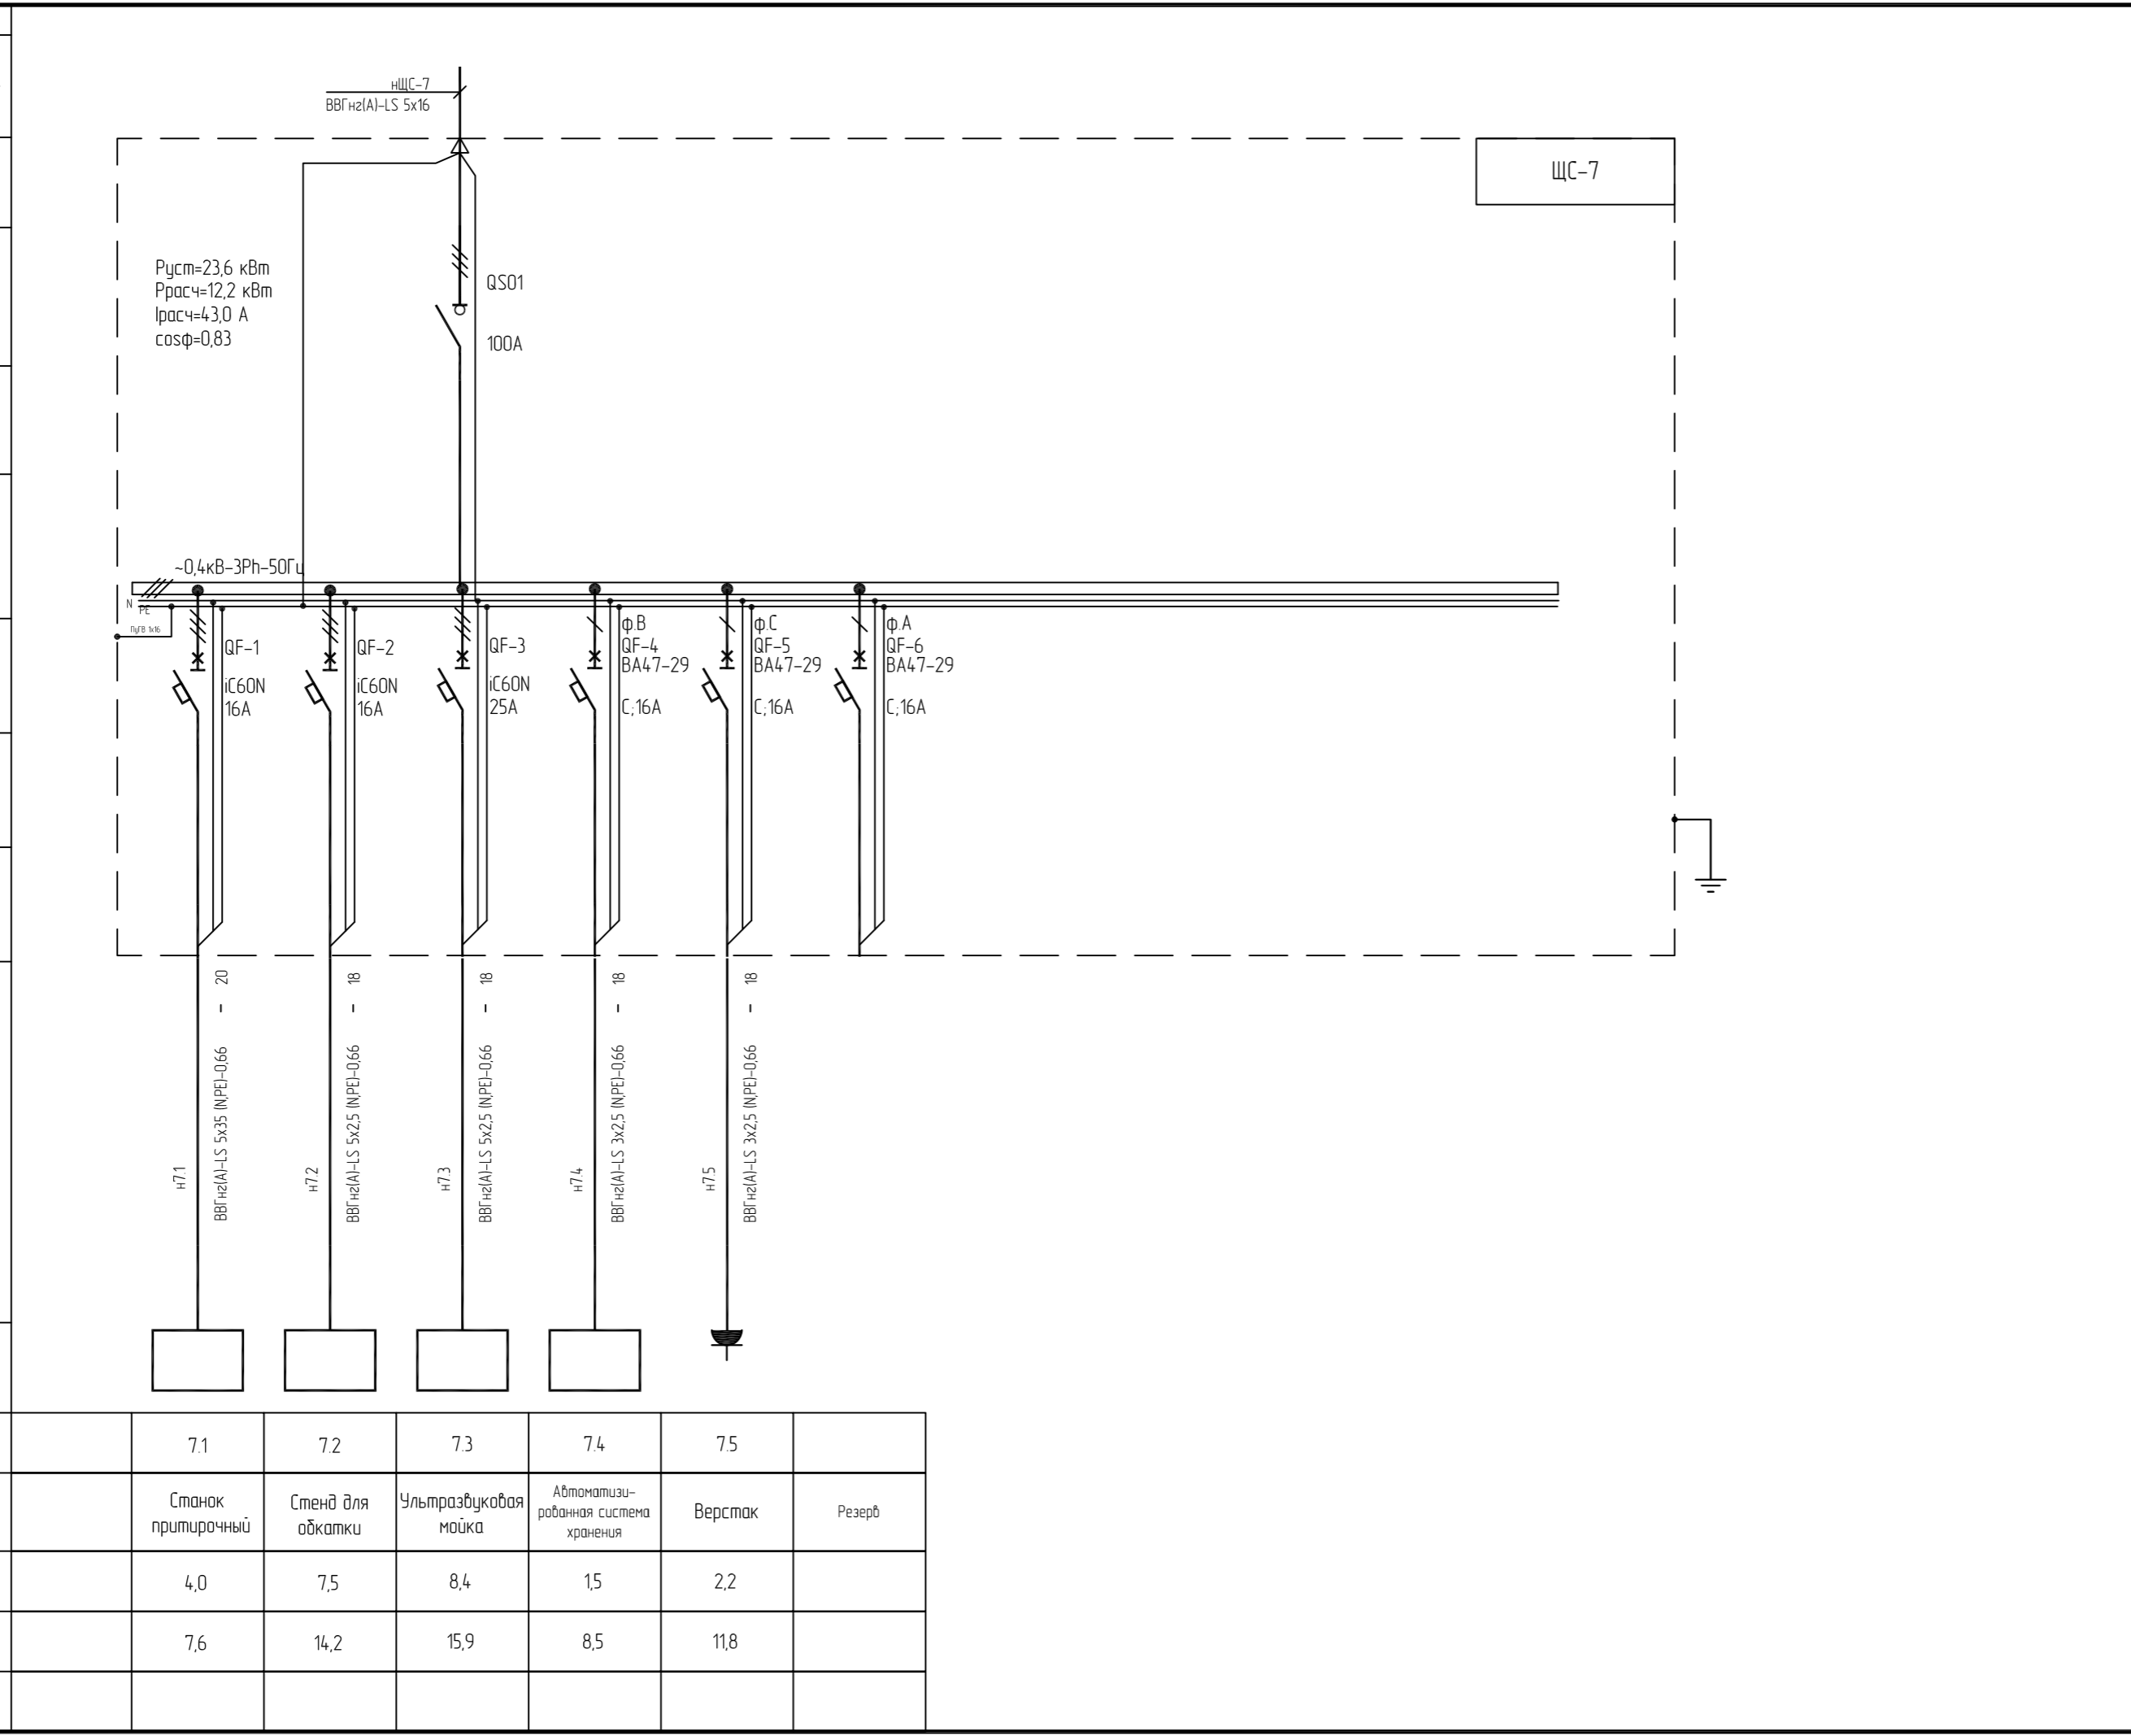 нЩС-7
ВВГнг(А)-LS 5х16
ЩС-7
Руст=23,6 кВт
Ррасч=12,2 кВт
Iрасч=43,0 А
cosφ=0,83
QS01
100А
~0,4кВ-3Ph-50Гц
N
PE
ПуГВ 1х16
QF-1
iC60N
16А
QF-2
iC60N
16А
QF-3
iC60N
25А
ф.В
QF-4
ВА47-29
С;16А
ф.С
QF-5
ВА47-29
С;16А
ф.А
QF-6
ВА47-29
С;16А
н7.1
ВВГнг(А)-LS 5х35 (N,PE)-0,66 - 20
н7.2
ВВГнг(А)-LS 5х2,5 (N,PE)-0,66 - 18
н7.3
ВВГнг(А)-LS 5х2,5 (N,PE)-0,66 - 18
н7.4
ВВГнг(А)-LS 3х2,5 (N,PE)-0,66 - 18
н7.5
ВВГнг(А)-LS 3х2,5 (N,PE)-0,66 - 18
7.1 7.2 7.3 7.4 7.5
Станок
притирочный
Стенд для
обкатки
Ультразвуковая
мойка
Автоматизи-
рованная система
хранения
Верстак
Резерв
4,0 7,5 8,4 1,5 2,2
7,6 14,2 15,9 8,5 11,8